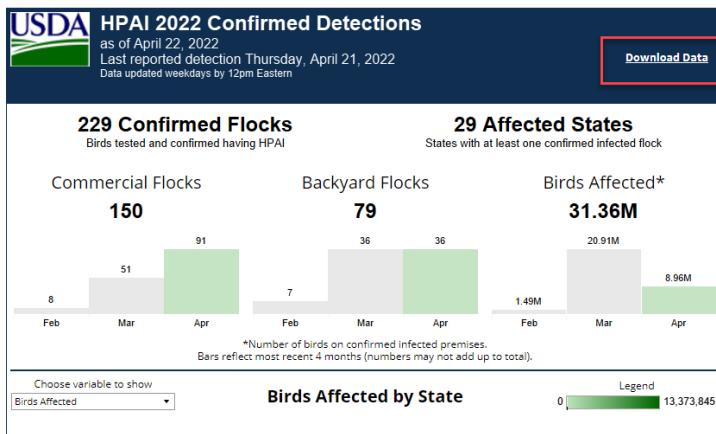 USDA
HPAI 2022 Confirmed Detections
as of April 22, 2022
Last reported detection Thursday, April 21, 2022
Data updated weekdays by 12pm Eastern
Download Data
229 Confirmed Flocks
Birds tested and confirmed having HPAI
29 Affected States
States with at least one confirmed infected flock
Commercial Flocks
150
8
51
91
Feb
Mar
Apr
Backyard Flocks
79
7
36
36
Feb
Mar
Apr
Birds Affected*
31.36M
1.49M
20.91M
8.96M
Feb
Mar
Apr
*Number of birds on confirmed infected premises.
Bars reflect most recent 4 months (numbers may not add up to total).
Choose variable to show
Birds Affected
Birds Affected by State
Legend
0
13,373,845